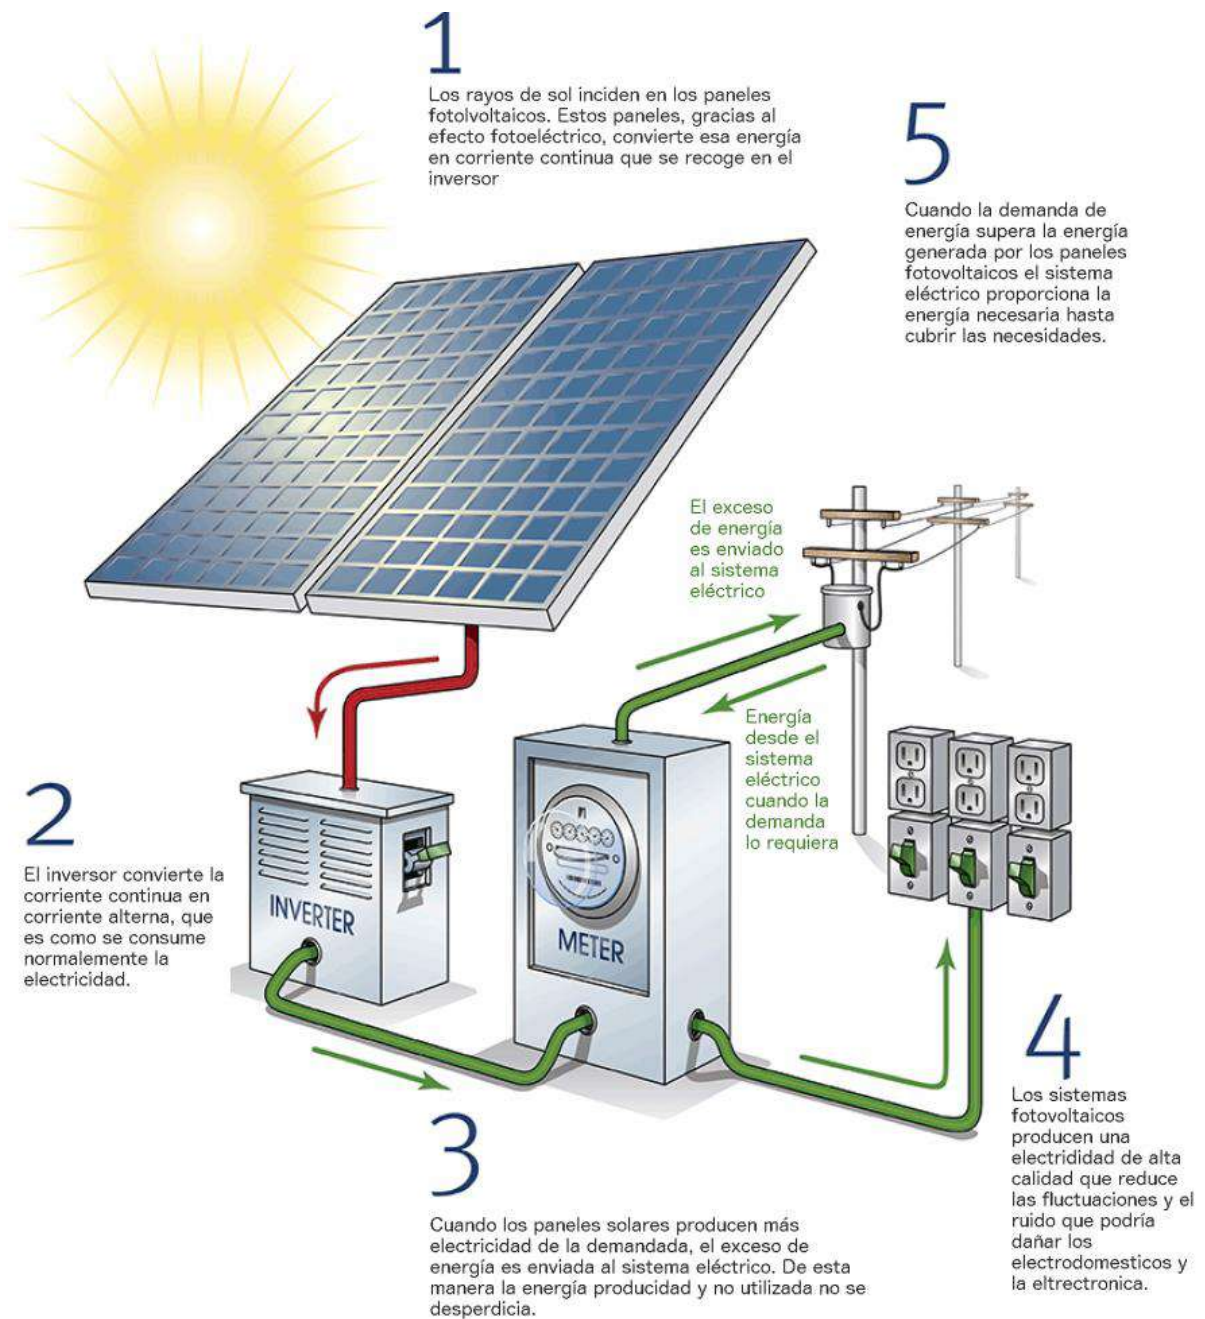 1
Los rayos de sol inciden en los paneles
fotolvoltaicos. Estos paneles, gracias al
efecto fotoeléctrico, convierte esa energía
en corriente continua que se recoge en el
inversor
5
Cuando la demanda de
energía supera la energía
generada por los paneles
fotovoltaicos el sistema
eléctrico proporciona la
energía necesaria hasta
cubrir las necesidades.
El exceso
de energía
es enviado
al sistema
eléctrico
Energía
desde el
sistema
eléctrico
cuando la
demanda
lo requiera
2
El inversor convierte la
corriente continua en
corriente alterna, que
es como se consume
normalemente la
electricidad.
INVERTER
METER
3
Cuando los paneles solares producen más
electricidad de la demandada, el exceso de
energía es enviada al sistema eléctrico. De esta
manera la energía producidad y no utilizada no se
desperdicia.
4
Los sistemas
fotovoltaicos
producen una
electrididad de alta
calidad que reduce
las fluctuaciones y el
ruido que podría
dañar los
electrodomesticos y
la eltrectronica.